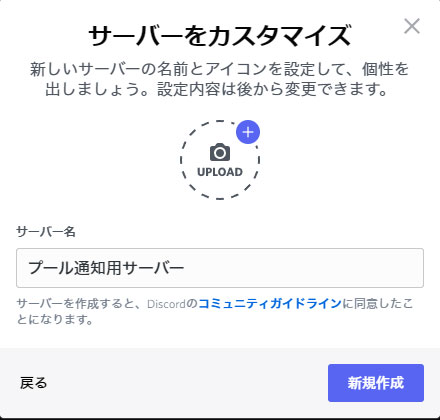 サーバーをカスタマイズ
新しいサーバーの名前とアイコンを設定して、個性を
出しましょう。設定内容は後から変更できます。
UPLOAD
サーバー名
プール通知用サーバー
サーバーを作成すると、Discordのコミュニティガイドラインに同意したこ
とになります。
戻る
新規作成